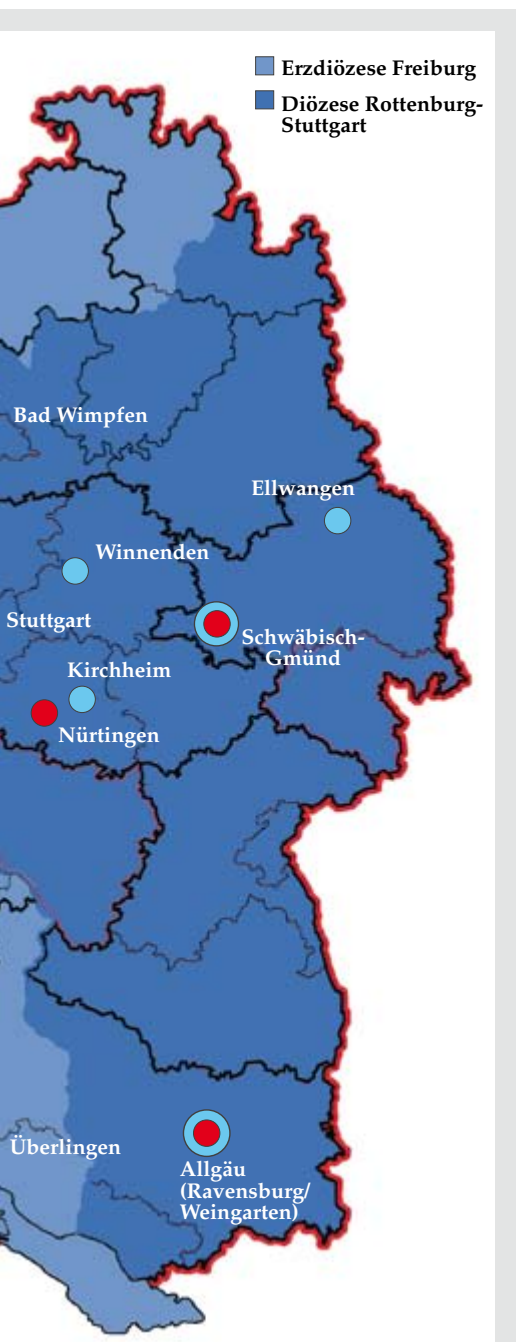 Erzdiözese Freiburg
Diözese Rottenburg-
Stuttgart
Bad Wimpfen
Ellwangen
Winnenden
Stuttgart
Schwäbisch-
Gmünd
Kirchheim
Nürtingen
Überlingen
Allgäu
(Ravensburg/
Weingarten)